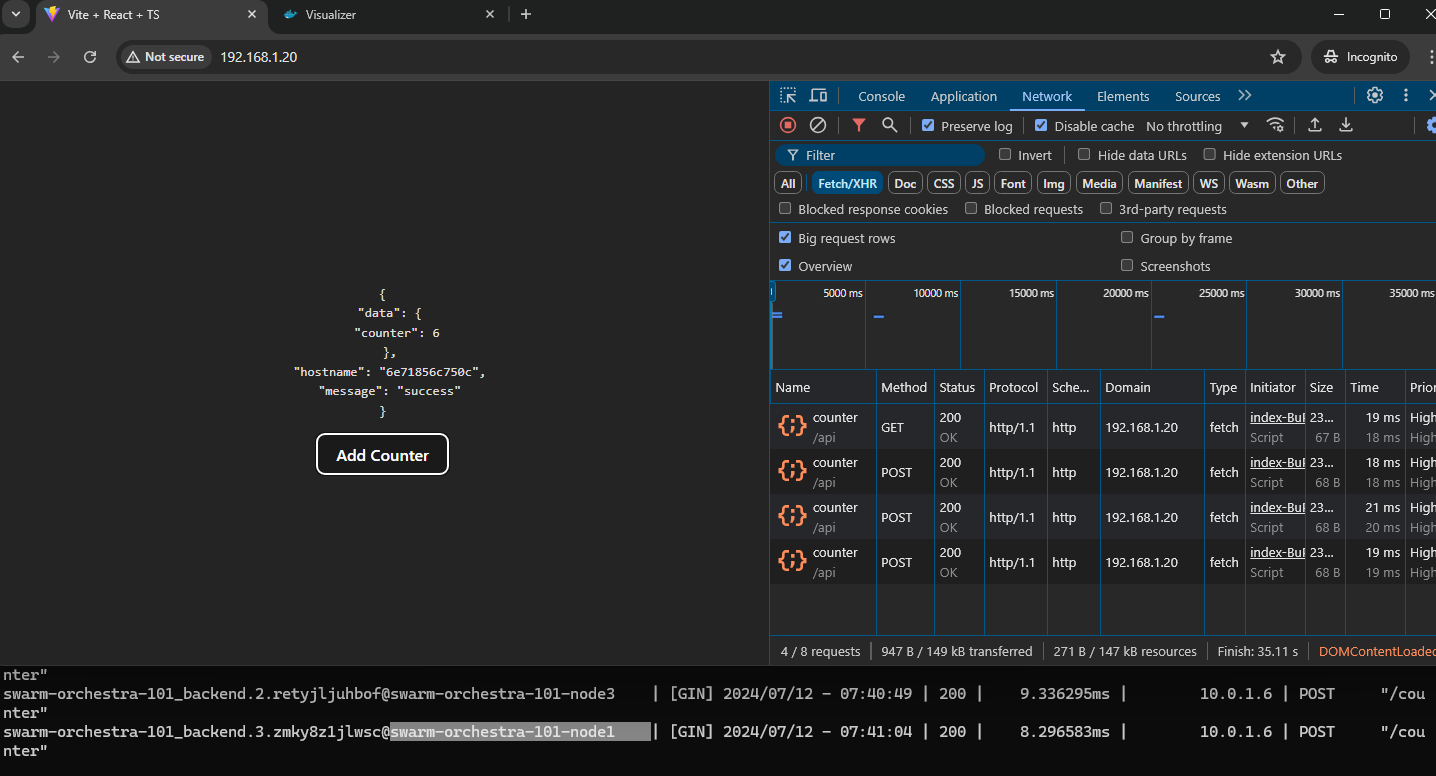 Vite + React + TS
Visualizer
Not secure
192.168.1.20
Incognito
Console Application Network Elements Sources
Preserve log Disable cache No throttling
Filter Invert Hide data URLs Hide extension URLs
All Fetch/XHR Doc CSS JS Font Img Media Manifest WS Wasm Other
Blocked response cookies Blocked requests 3rd-party requests
Big request rows Group by frame
Overview Screenshots
5000 ms 10000 ms 15000 ms 20000 ms 25000 ms 30000 ms 35000 ms
{
"data": {
"counter": 6
},
"hostname": "6e71856c750c",
"message": "success"
}
Add Counter
Name Method Status Protocol Sche... Domain Type Initiator Size Time Prior
counter GET 200 http/1.1 http 192.168.1.20 fetch index-BuF 23... 19 ms High
/api OK Script 67 B 18 ms High
counter POST 200 http/1.1 http 192.168.1.20 fetch index-BuF 23... 18 ms High
/api OK Script 68 B 18 ms High
counter POST 200 http/1.1 http 192.168.1.20 fetch index-BuF 23... 21 ms High
/api OK Script 68 B 20 ms High
counter POST 200 http/1.1 http 192.168.1.20 fetch index-BuF 23... 19 ms High
/api OK Script 68 B 19 ms High
4 / 8 requests 947 B / 149 kB transferred 271 B / 147 kB resources Finish: 35.11 s DOMContentLoaded
nter"
swarm-orchestra-101_backend.2.retyjljuhbof@swarm-orchestra-101-node3 | [GIN] 2024/07/12 - 07:40:49 | 200 | 9.336295ms | 10.0.1.6 | POST "/cou
nter"
swarm-orchestra-101_backend.3.zmky8z1jlwsc@swarm-orchestra-101-node1 | [GIN] 2024/07/12 - 07:41:04 | 200 | 8.296583ms | 10.0.1.6 | POST "/cou
nter"